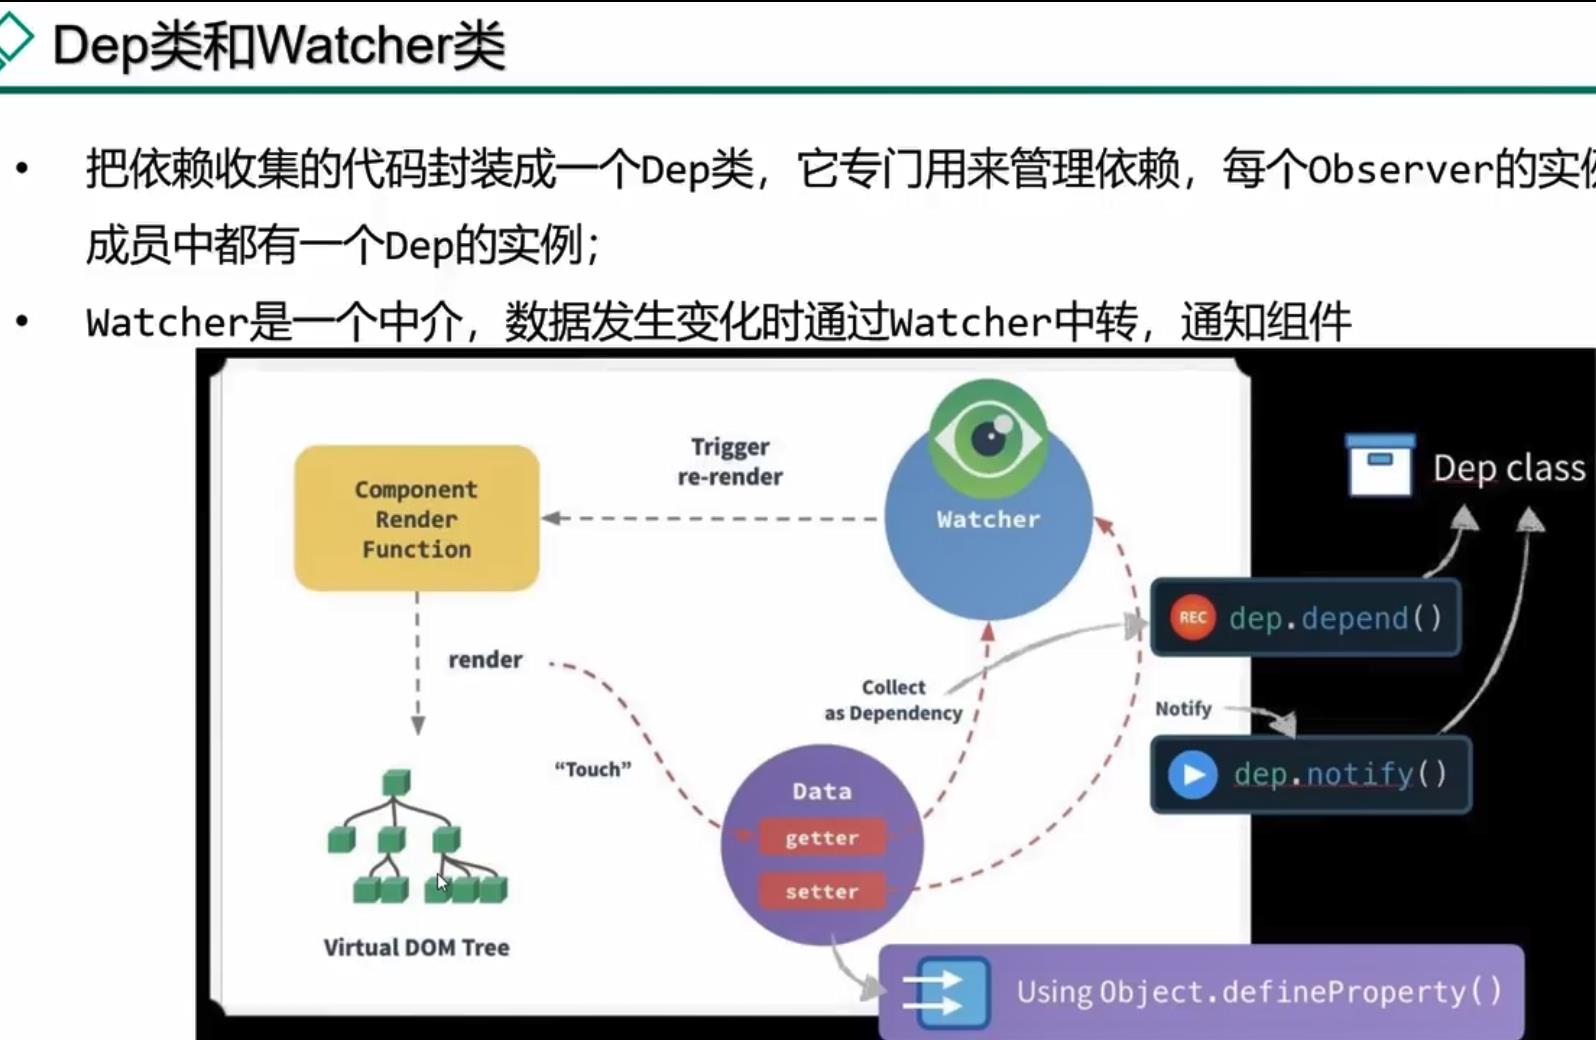 Dep类和Watcher类
• 把依赖收集的代码封装成一个Dep类，它专门用来管理依赖，每个Observer的实
成员中都有一个Dep的实例；
• Watcher是一个中介，数据发生变化时通过Watcher中转，通知组件
Trigger
re-render
Component
Render
Function
Watcher
Dep class
REC dep.depend()
render
Collect
as Dependency
Notify
“Touch”
dep.notify()
Data
getter
setter
Virtual DOM Tree
Using Object.defineProperty()